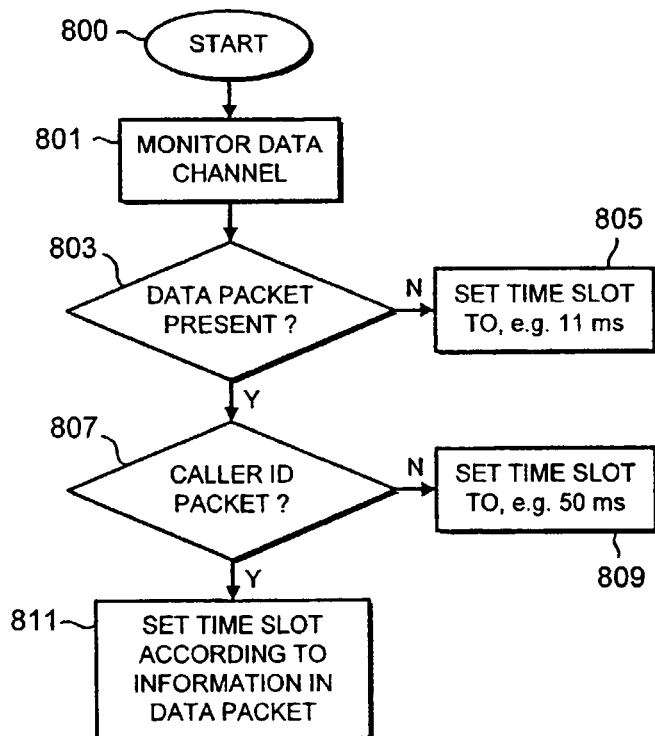 800
START
801
MONITOR DATA
CHANNEL
803
DATA PACKET
PRESENT ?
N
805
SET TIME SLOT
TO, e.g. 11 ms
Y
807
CALLER ID
PACKET ?
N
SET TIME SLOT
TO, e.g. 50 ms
809
Y
811
SET TIME SLOT
ACCORDING TO
INFORMATION IN
DATA PACKET